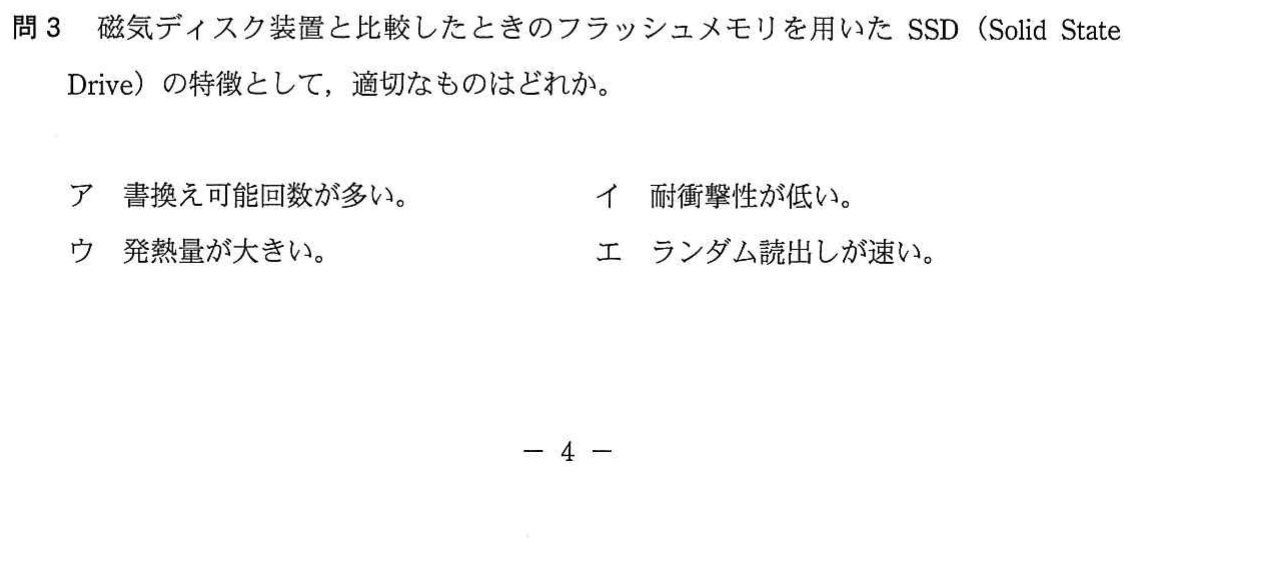 問3 磁気ディスク装置と比較したときのフラッシュメモリを用いた SSD（Solid State
Drive）の特徴として，適切なものはどれか。
ア 書換え可能回数が多い。 イ 耐衝撃性が低い。
ウ 発熱量が大きい。 エ ランダム読出しが速い。
－ 4 －